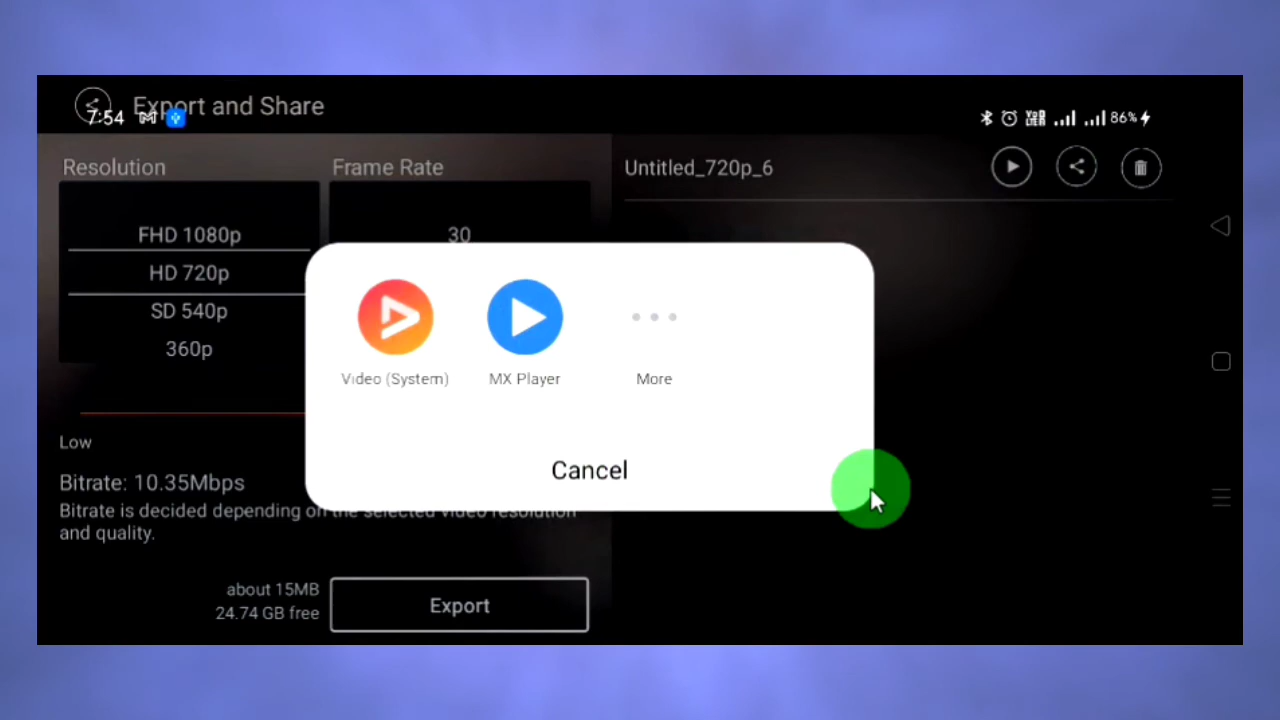 Export and Share
7:54
86%
Resolution
Frame Rate
Untitled_720p_6
FHD 1080p
30
HD 720p
SD 540p
360p
Video (System)
MX Player
More
Cancel
Low
Bitrate: 10.35Mbps
Bitrate is decided depending on the selected video resolution
and quality.
about 15MB
24.74 GB free
Export